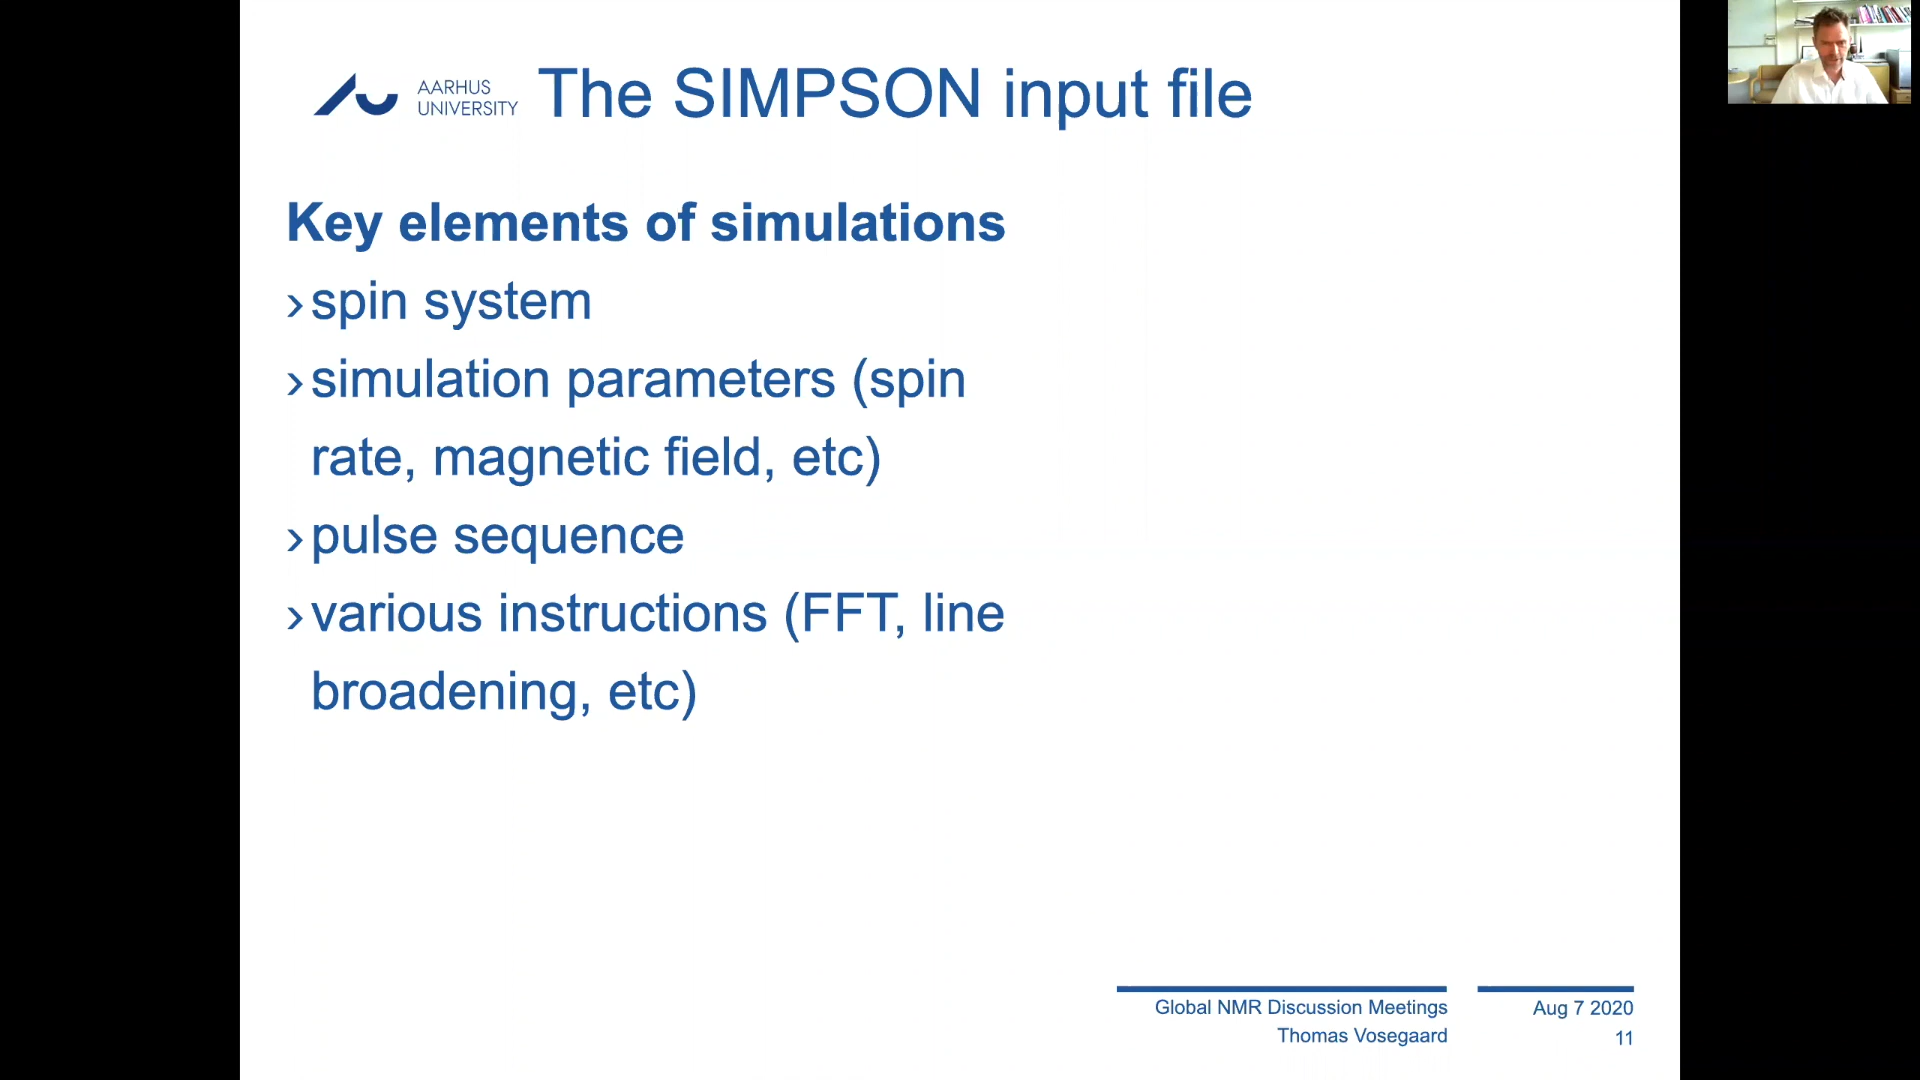 AARHUS
UNIVERSITY
The SIMPSON input file
Key elements of simulations
›spin system
›simulation parameters (spin
rate, magnetic field, etc)
›pulse sequence
›various instructions (FFT, line
broadening, etc)
Global NMR Discussion Meetings
Thomas Vosegaard
Aug 7 2020
11